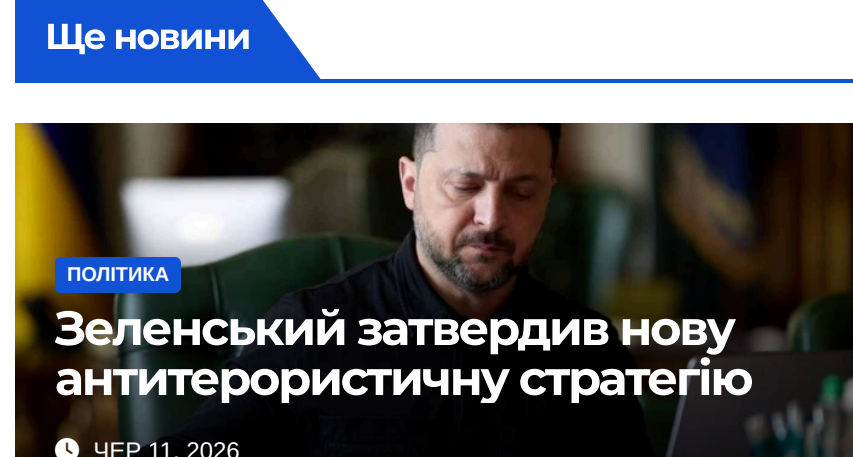 Ще новини
ПОЛІТИКА
Зеленський затвердив нову
антитерористичну стратегію
ЧЕР 11, 2026